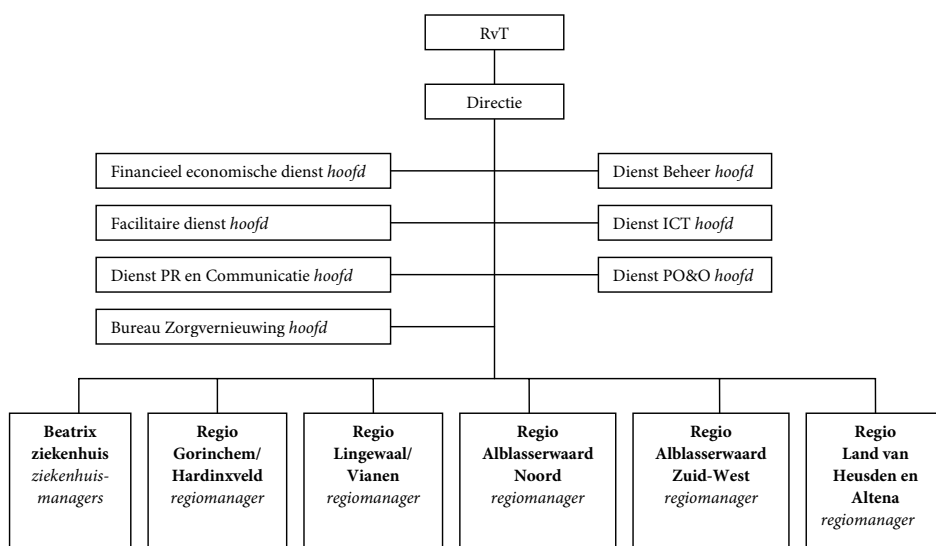 RvT
Directie
Financieel economische dienst hoofd
Dienst Beheer hoofd
Facilitaire dienst hoofd
Dienst ICT hoofd
Dienst PR en Communicatie hoofd
Dienst PO&O hoofd
Bureau Zorgvernieuwing hoofd
Beatrix
ziekenhuis
ziekenhuis-
managers
Regio
Gorinchem/
Hardinxveld
regiomanager
Regio
Lingewaal/
Vianen
regiomanager
Regio
Alblasserwaard
Noord
regiomanager
Regio
Alblasserwaard
Zuid-West
regiomanager
Regio
Land van
Heusden en
Altena
regiomanager